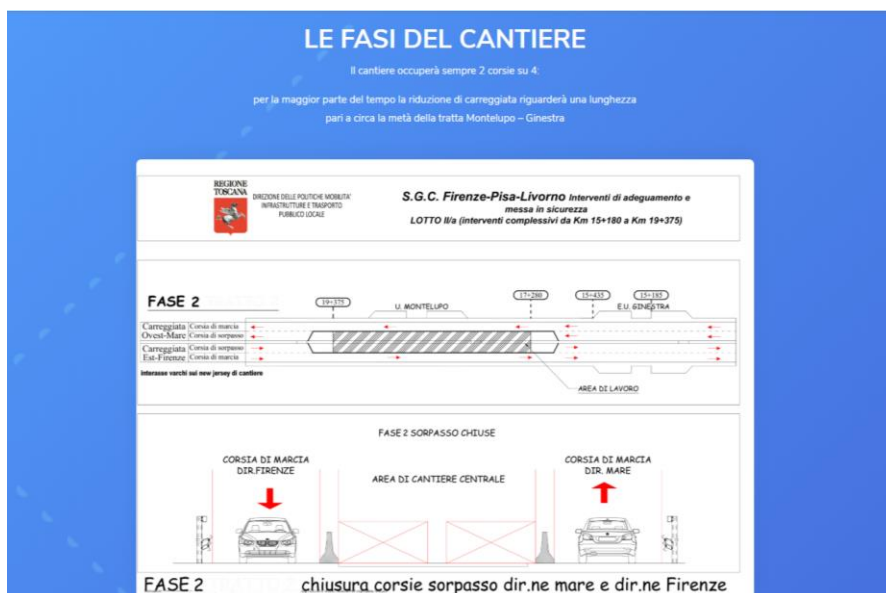 LE FASI DEL CANTIERE
Il cantiere occuperà sempre 2 corsie su 4:
per la maggior parte del tempo la riduzione di carreggiata riguarderà una lunghezza
pari a circa la metà della tratta Montelupo – Ginestra
REGIONE
TOSCANA
DIREZIONE DELLE POLITICHE MOBILITA'
INFRASTRUTTURE E TRASPORTO
PUBBLICO LOCALE
S.G.C. Firenze-Pisa-Livorno Interventi di adeguamento e
messa in sicurezza
LOTTO II/a (interventi complessivi da Km 15+180 a Km 19+375)
FASE 2
19+375
U. MONTELUPO
17+280
15+435
15+185
E.U. GINESTRA
Carreggiata Corsia di marcia
Ovest-Mare Corsia di sorpasso
Carreggiata Corsia di sorpasso
Est-Firenze Corsia di marcia
interasse varchi sui new jersey di cantiere
AREA DI LAVORO
FASE 2 SORPASSO CHIUSE
CORSIA DI MARCIA
DIR.FIRENZE
AREA DI CANTIERE CENTRALE
CORSIA DI MARCIA
DIR. MARE
FASE 2 chiusura corsie sorpasso dir.ne mare e dir.ne Firenze